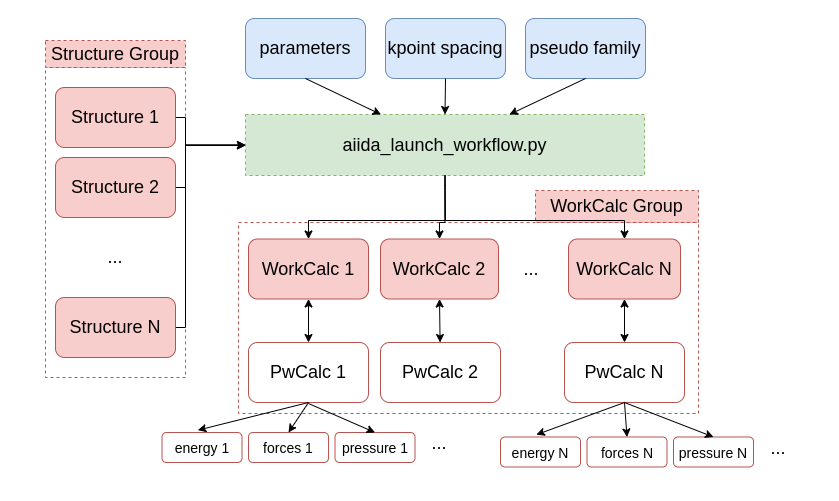 parameters
kpoint spacing
pseudo family
Structure Group
Structure 1
Structure 2
...
Structure N
aiida_launch_workflow.py
WorkCalc Group
WorkCalc 1
WorkCalc 2
...
WorkCalc N
PwCalc 1
PwCalc 2
PwCalc N
energy 1
forces 1
pressure 1
...
energy N
forces N
pressure N
...